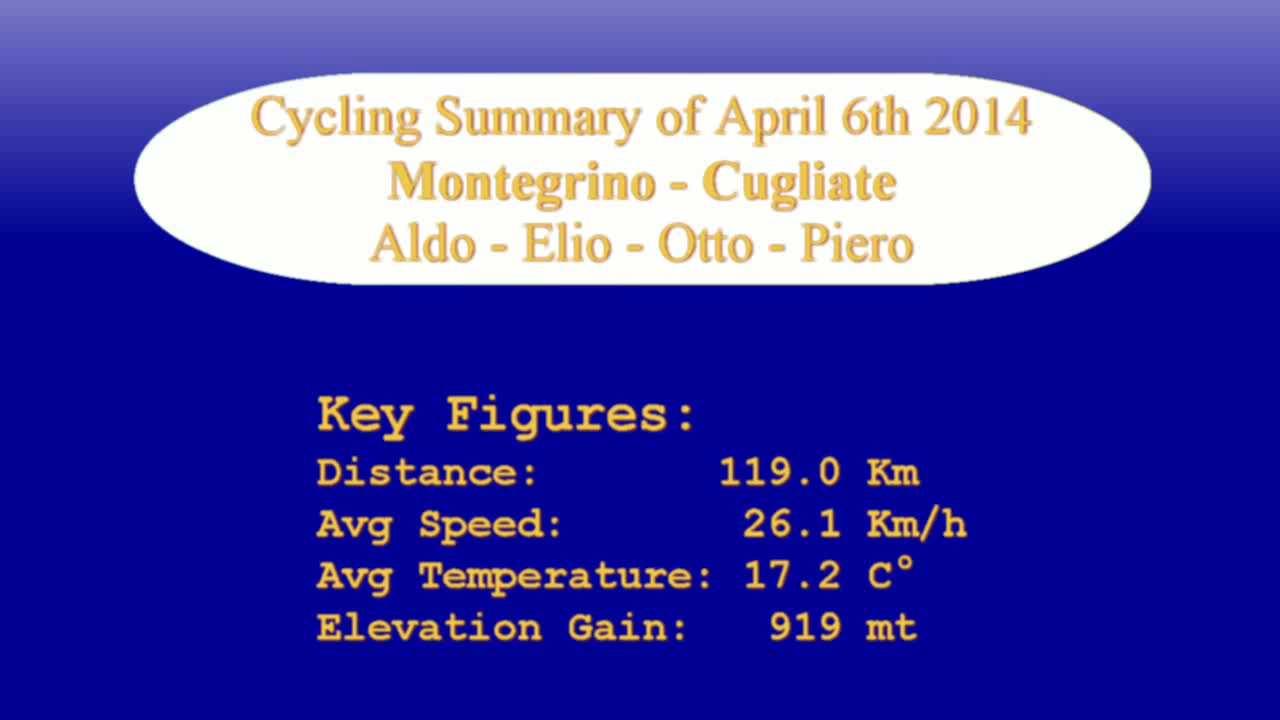 Cycling Summary of April 6th 2014
Montegrino - Cugliate
Aldo - Elio - Otto - Piero
Key Figures:
Distance: 119.0 Km
Avg Speed: 26.1 Km/h
Avg Temperature: 17.2 C°
Elevation Gain: 919 mt